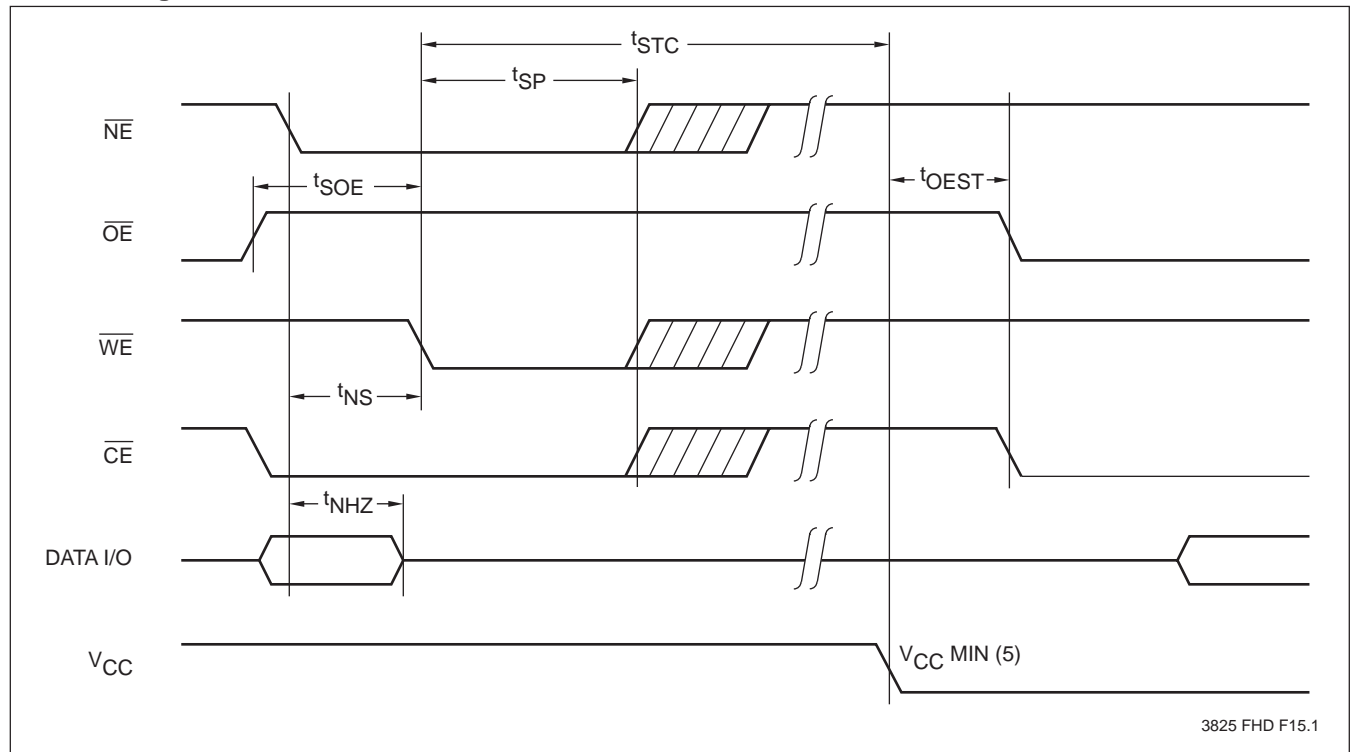 tSTC
tSP
NE
tSOE
tOEST
OE
WE
tNS
CE
tNHZ
DATA I/O
VCC
VCC MIN (5)
3825 FHD F15.1